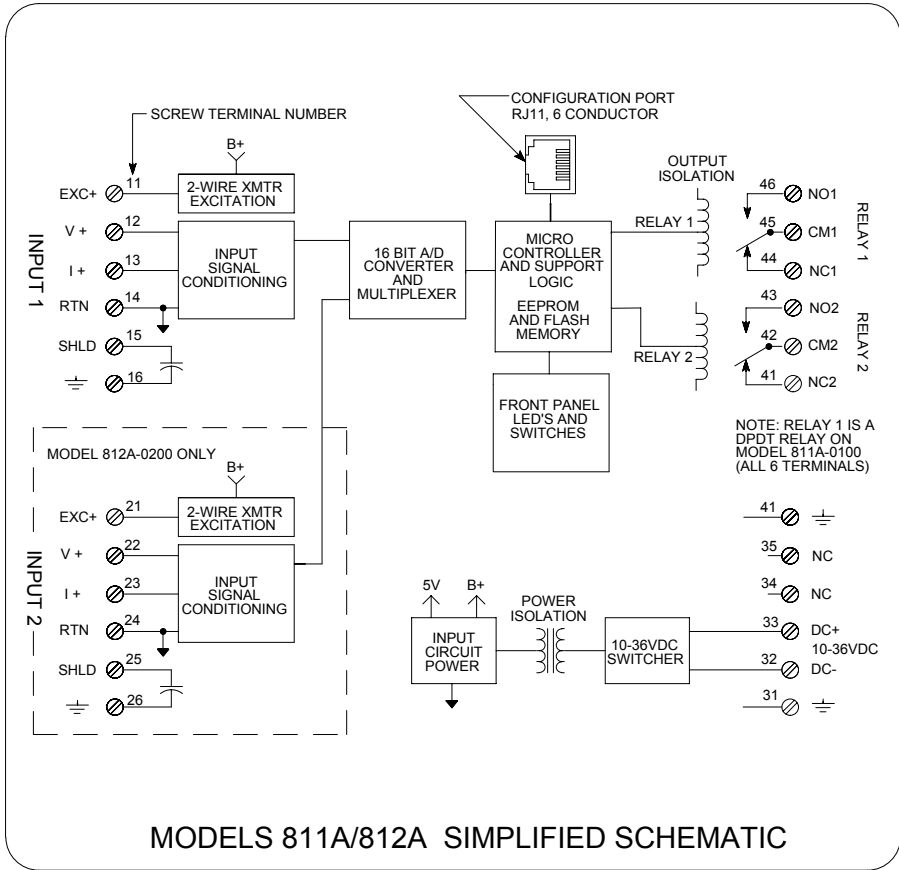 CONFIGURATION PORT
RJ11, 6 CONDUCTOR
SCREW TERMINAL NUMBER
B+
11
EXC+
2-WIRE XMTR
EXCITATION
INPUT 1
12
V +
13
I +
14
RTN
15
SHLD
16
INPUT
SIGNAL
CONDITIONING
16 BIT A/D
CONVERTER
AND
MULTIPLEXER
MICRO
CONTROLLER
AND SUPPORT
LOGIC
EEPROM
AND FLASH
MEMORY
FRONT PANEL
LED'S AND
SWITCHES
OUTPUT
ISOLATION
RELAY 1
RELAY 2
46
NO1
45
CM1
44
NC1
RELAY 1
43
NO2
42
CM2
41
NC2
RELAY 2
NOTE: RELAY 1 IS A
DPDT RELAY ON
MODEL 811A-0100
(ALL 6 TERMINALS)
MODEL 812A-0200 ONLY
B+
21
EXC+
2-WIRE XMTR
EXCITATION
INPUT 2
22
V +
23
I +
24
RTN
25
SHLD
26
INPUT
SIGNAL
CONDITIONING
5V
B+
INPUT
CIRCUIT
POWER
POWER
ISOLATION
10-36VDC
SWITCHER
41
35
NC
34
NC
33
DC+
10-36VDC
32
DC-
31
MODELS 811A/812A SIMPLIFIED SCHEMATIC